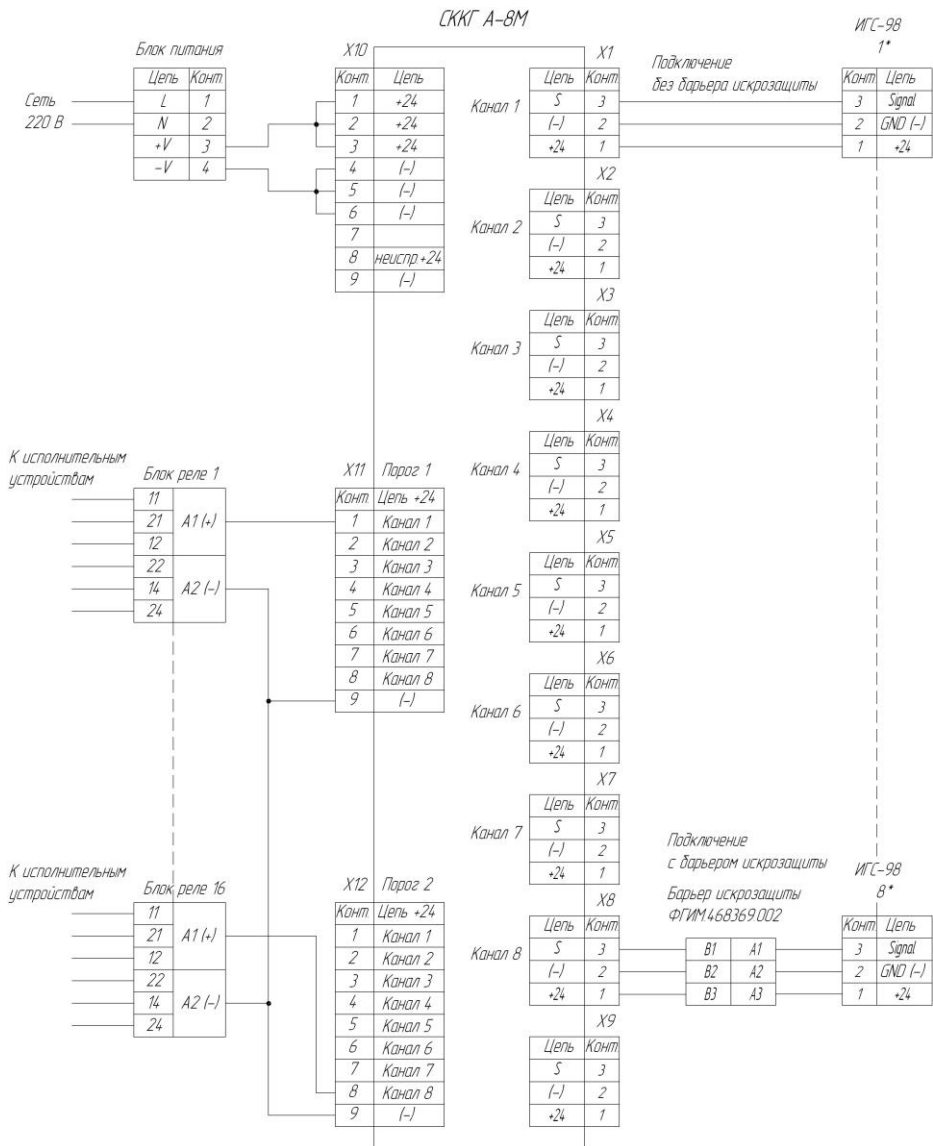 СККГ А-8М
Блок питания
Цепь Конт.
L 1
N 2
+V 3
-V 4
Сеть
220 В
X10
Конт. Цепь
1 +24
2 +24
3 +24
4 (-)
5 (-)
6 (-)
7
8 неиспр.+24
9 (-)
X1
Канал 1
Цепь Конт.
S 3
(-) 2
+24 1
Подключение
без барьера искрозащиты
ИГС-98
1*
Конт. Цепь
3 Signal
2 GND (-)
1 +24
X2
Канал 2
Цепь Конт.
S 3
(-) 2
+24 1
X3
Канал 3
Цепь Конт.
S 3
(-) 2
+24 1
X4
Канал 4
Цепь Конт.
S 3
(-) 2
+24 1
К исполнительным
устройствам
Блок реле 1
11
21
12
22
14
24
A1 (+)
A2 (-)
X11 Порог 1
Конт. Цепь +24
1 Канал 1
2 Канал 2
3 Канал 3
4 Канал 4
5 Канал 5
6 Канал 6
7 Канал 7
8 Канал 8
9 (-)
X5
Канал 5
Цепь Конт.
S 3
(-) 2
+24 1
X6
Канал 6
Цепь Конт.
S 3
(-) 2
+24 1
X7
Канал 7
Цепь Конт.
S 3
(-) 2
+24 1
К исполнительным
устройствам
Блок реле 16
11
21
12
22
14
24
A1 (+)
A2 (-)
X12 Порог 2
Конт. Цепь +24
1 Канал 1
2 Канал 2
3 Канал 3
4 Канал 4
5 Канал 5
6 Канал 6
7 Канал 7
8 Канал 8
9 (-)
X8
Канал 8
Цепь Конт.
S 3
(-) 2
+24 1
Подключение
с барьером искрозащиты
Барьер искрозащиты
ФГИМ.468369.002
B1 A1
B2 A2
B3 A3
ИГС-98
8*
Конт. Цепь
3 Signal
2 GND (-)
1 +24
X9
Цепь Конт.
S 3
(-) 2
+24 1